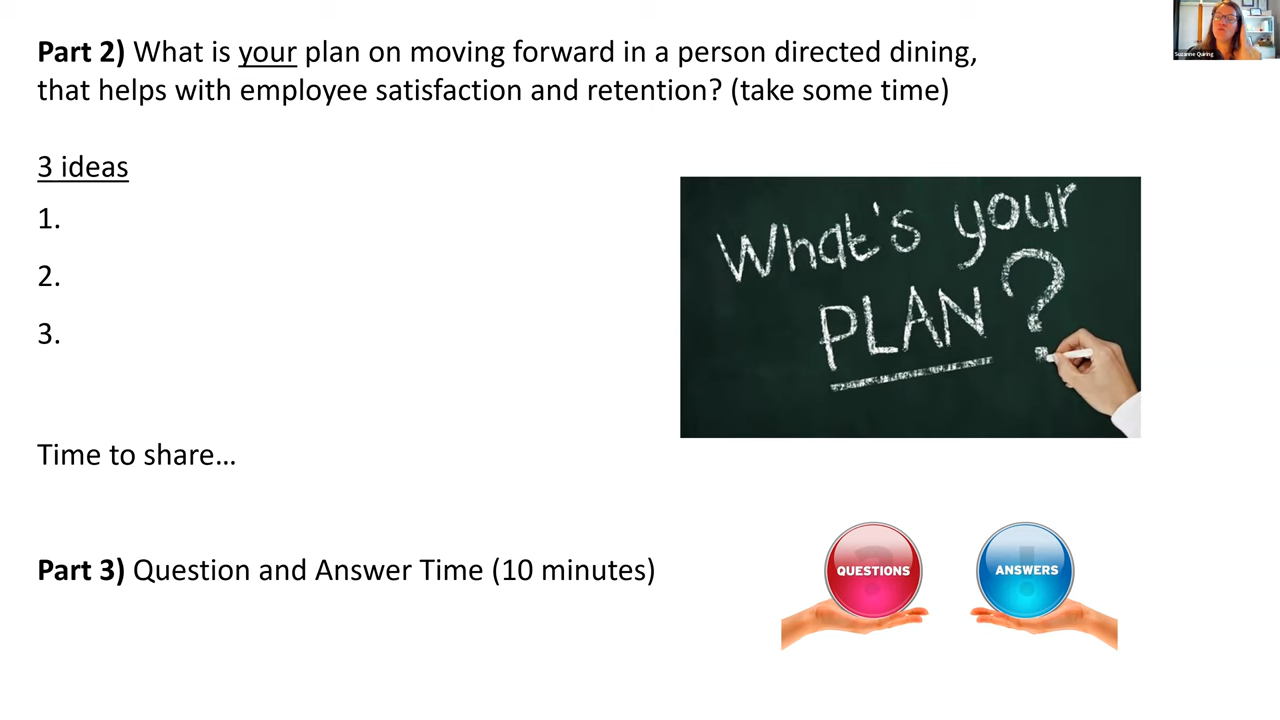 Part 2) What is your plan on moving forward in a person directed dining,
that helps with employee satisfaction and retention? (take some time)
3 ideas
1.
2.
3.
What's your
PLAN?
Time to share...
Part 3) Question and Answer Time (10 minutes)
QUESTIONS
ANSWERS
Suzanne Quiring